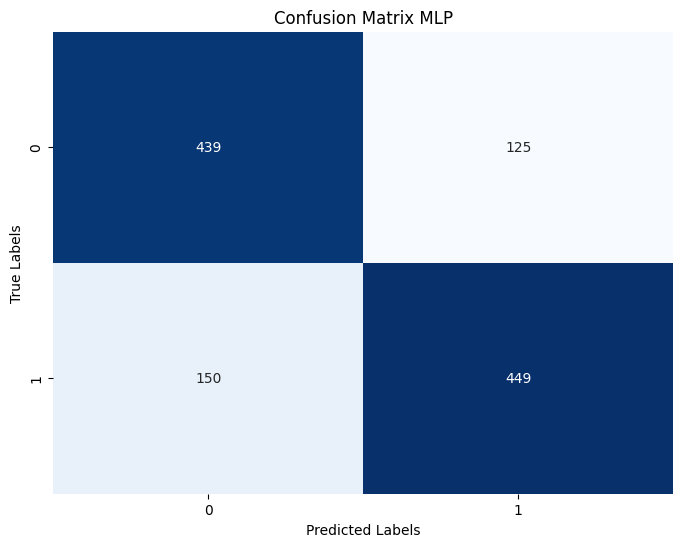 Confusion Matrix MLP
True Labels
0
439
125
1
150
449
0
1
Predicted Labels